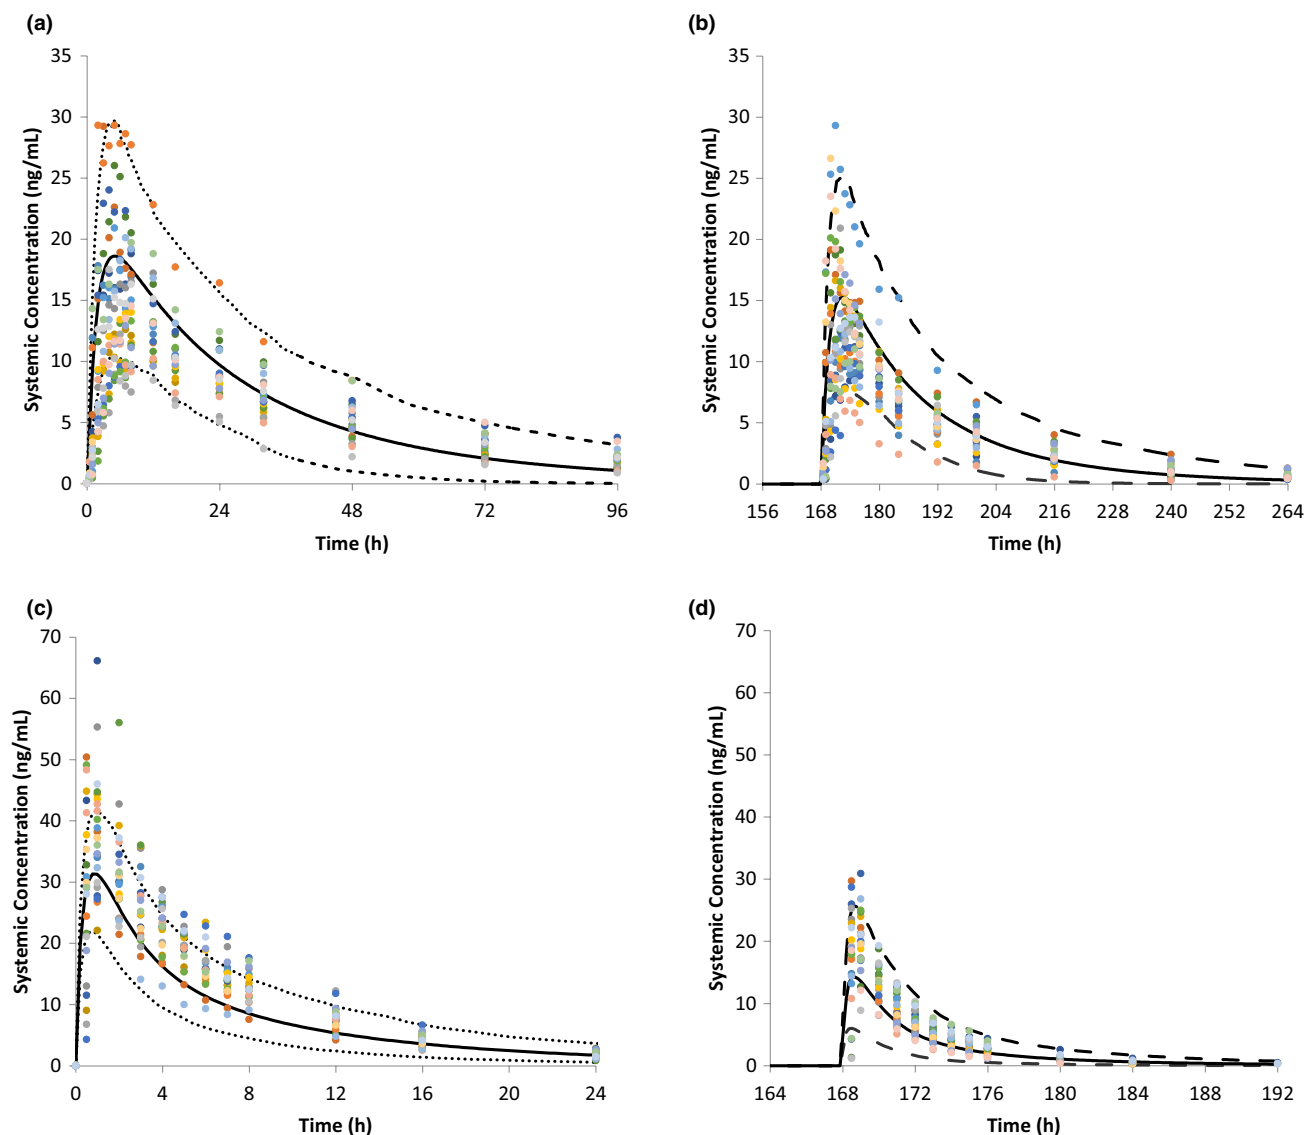 (a)
Systemic Concentration (ng/mL)
35
30
25
20
15
10
5
0
0 24 48 72 96
Time (h)
(b)
Systemic Concentration (ng/mL)
35
30
25
20
15
10
5
0
156 168 180 192 204 216 228 240 252 264
Time (h)
(c)
Systemic Concentration (ng/mL)
70
60
50
40
30
20
10
0
0 4 8 12 16 20 24
Time (h)
(d)
Systemic Concentration (ng/mL)
70
60
50
40
30
20
10
0
164 168 172 176 180 184 188 192
Time (h)